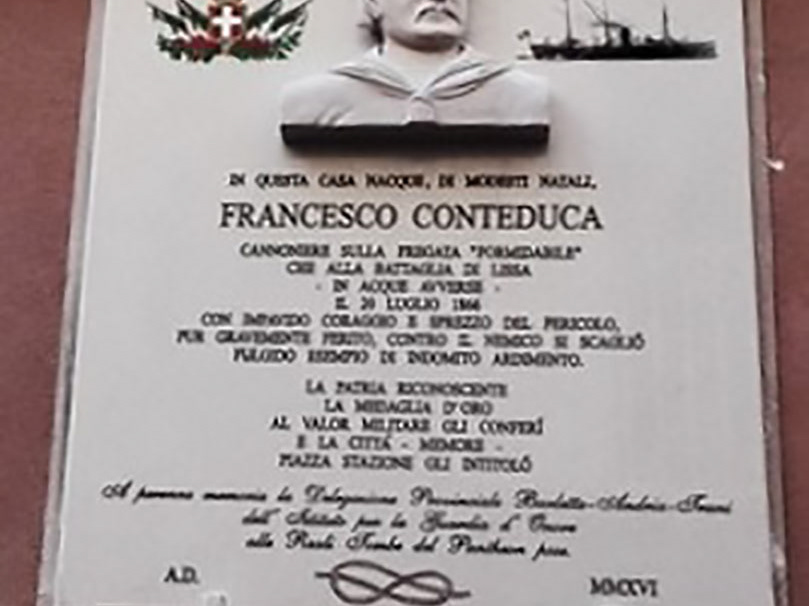 IN QUESTA CASA NACQUE, DI MODESTI NATALI,
FRANCESCO CONTEDUCA
CANNONIERE SULLA FREGATA "FORMIDABILE"
CHE ALLA BATTAGLIA DI LISSA
- IN ACQUE AVVERSE -
IL 20 LUGLIO 1866
CON IMPAVIDO CORAGGIO E SPREZZO DEL PERICOLO,
PUR GRAVEMENTE FERITO, CONTRO IL NEMICO SI SCAGLIÒ
FULGIDO ESEMPIO DI INDOMITO ARDIMENTO.
LA PATRIA RICONOSCENTE
LA MEDAGLIA D'ORO
AL VALOR MILITARE GLI CONFERÍ
E LA CITTÁ - MEMORE -
PIAZZA STAZIONE GLI INTITOLÓ
A perenne memoria la Delegazione Provinciale Barletta-Andria-Trani
dell' Istituto per la Guardia d' Onore
alle Reali Tombe del Pantheon pose.
A.D. MMXVI